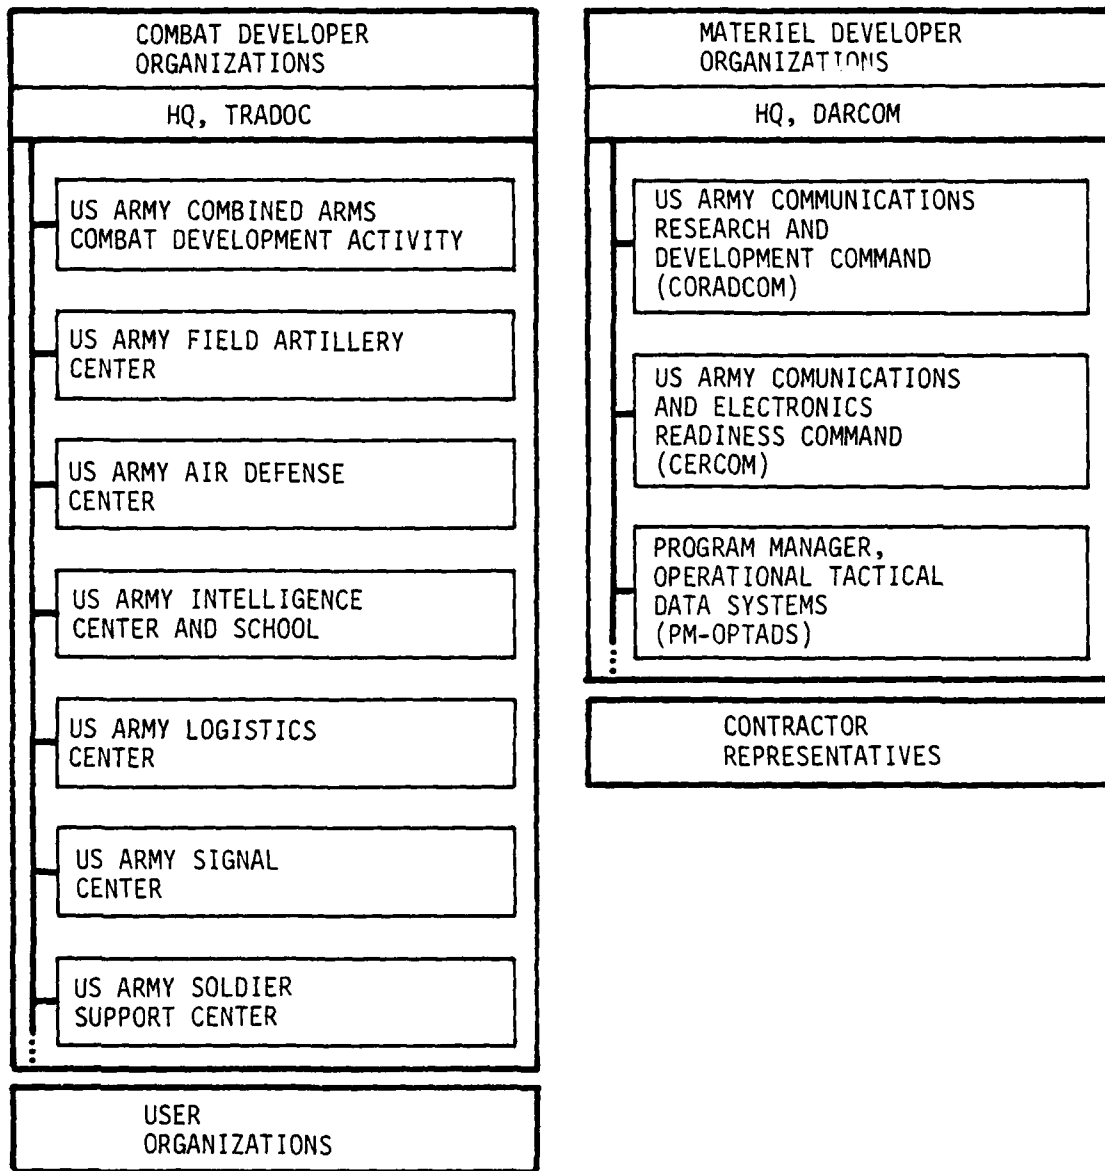 COMBAT DEVELOPER
ORGANIZATIONS
HQ, TRADOC
US ARMY COMBINED ARMS
COMBAT DEVELOPMENT ACTIVITY
US ARMY FIELD ARTILLERY
CENTER
US ARMY AIR DEFENSE
CENTER
US ARMY INTELLIGENCE
CENTER AND SCHOOL
US ARMY LOGISTICS
CENTER
US ARMY SIGNAL
CENTER
US ARMY SOLDIER
SUPPORT CENTER
USER
ORGANIZATIONS
MATERIEL DEVELOPER
ORGANIZATIONS
HQ, DARCOM
US ARMY COMMUNICATIONS
RESEARCH AND
DEVELOPMENT COMMAND
(CORADCOM)
US ARMY COMUNICATIONS
AND ELECTRONICS
READINESS COMMAND
(CERCOM)
PROGRAM MANAGER,
OPERATIONAL TACTICAL
DATA SYSTEMS
(PM-OPTADS)
CONTRACTOR
REPRESENTATIVES